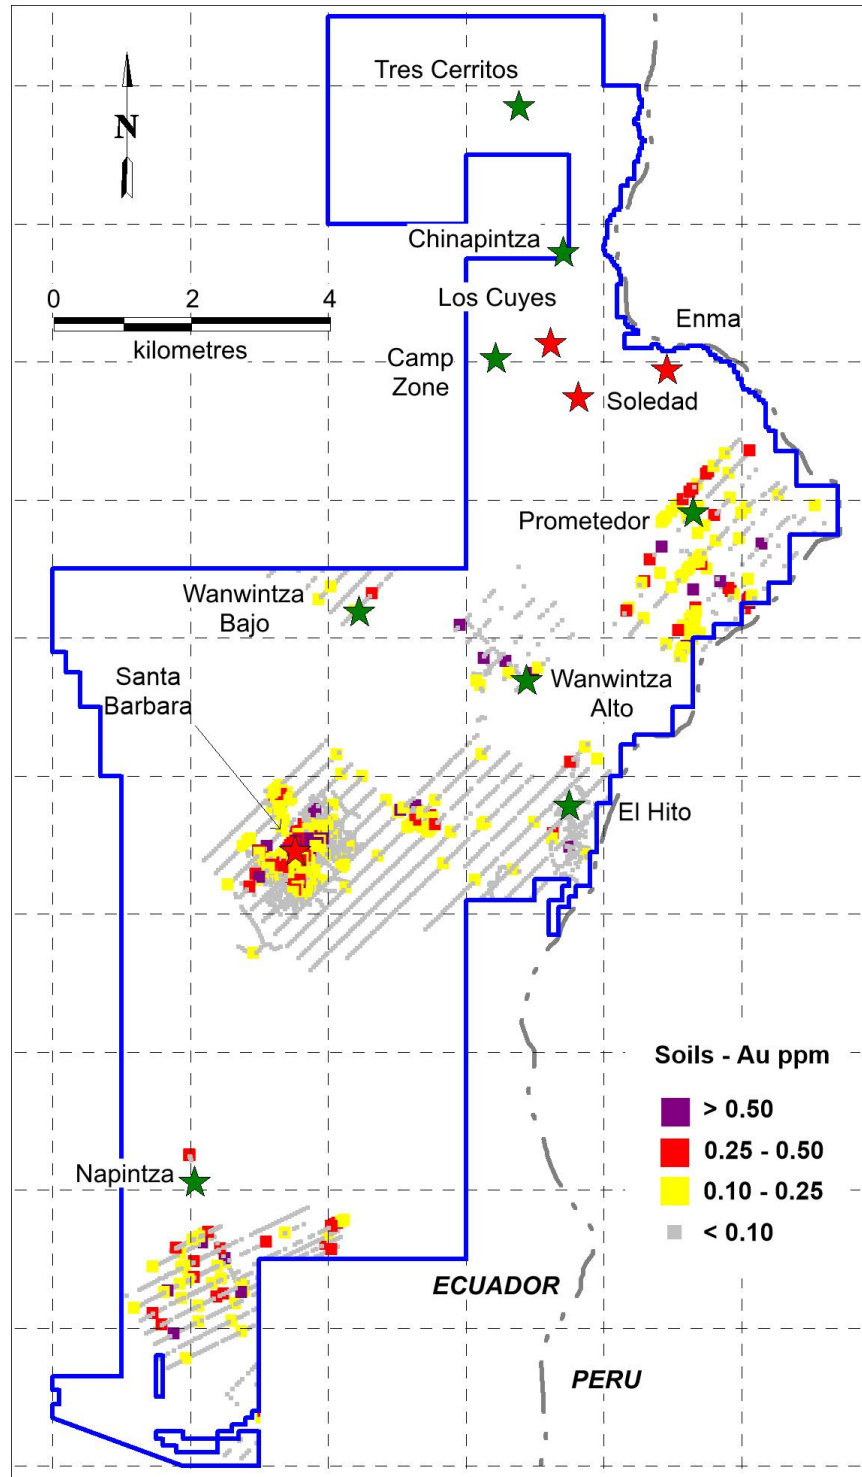 Tres Cerritos
N
Chinapintza
0 2 4
kilometres
Los Cuyes
Enma
Camp
Zone
Soledad
Prometedor
Wanwintza
Bajo
Santa
Barbara
Wanwintza
Alto
El Hito
Soils - Au ppm
> 0.50
0.25 - 0.50
0.10 - 0.25
< 0.10
Napintza
ECUADOR
PERU